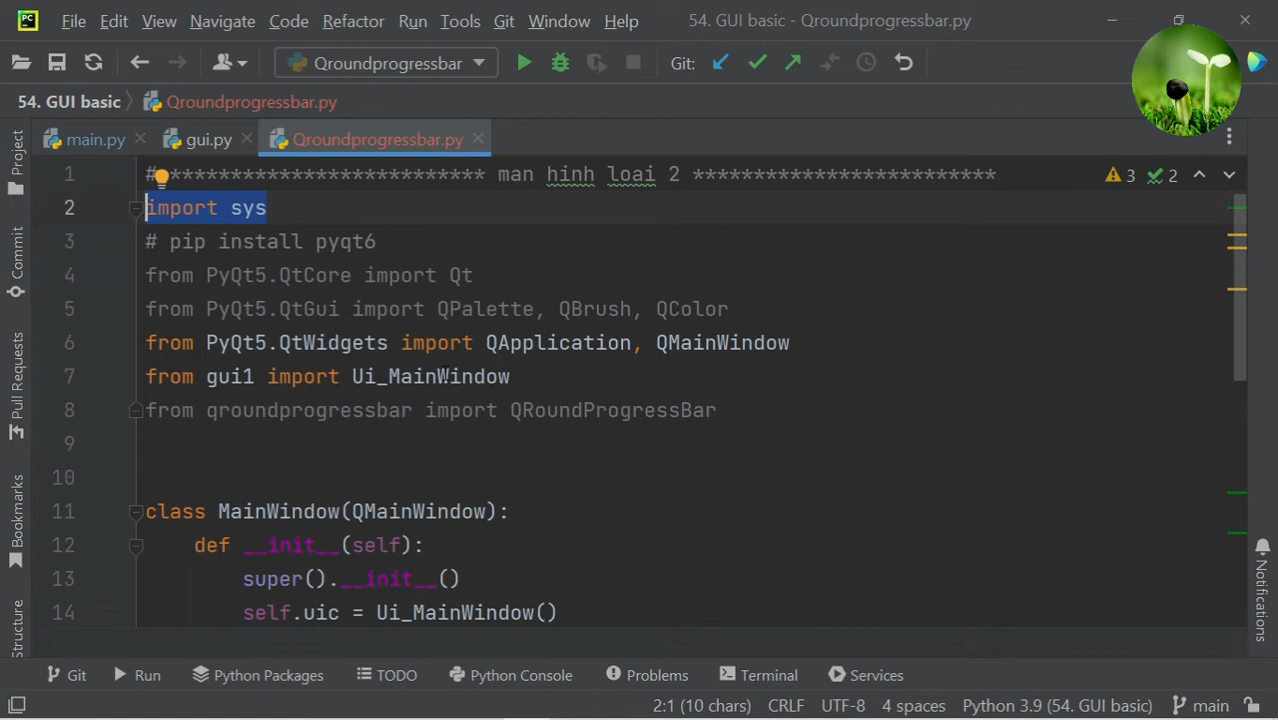 PC File Edit View Navigate Code Refactor Run Tools Git Window Help 54. GUI basic - Qroundprogressbar.py
Qroundprogressbar Git:
54. GUI basic Qroundprogressbar.py
main.py gui.py Qroundprogressbar.py
1 # ************************** man hinh loai 2 ************************* 3 2
2 import sys
3 # pip install pyqt6
4 from PyQt5.QtCore import Qt
5 from PyQt5.QtGui import QPalette, QBrush, QColor
6 from PyQt5.QtWidgets import QApplication, QMainWindow
7 from gui1 import Ui_MainWindow
8 from qroundprogressbar import QRoundProgressBar
9
10
11 class MainWindow(QMainWindow):
12 def __init__(self):
13 super().__init__()
14 self.uic = Ui_MainWindow()
Project
Commit
Pull Requests
Bookmarks
Structure
Notifications
Git Run Python Packages TODO Python Console Problems Terminal Services
2:1 (10 chars) CRLF UTF-8 4 spaces Python 3.9 (54. GUI basic) main